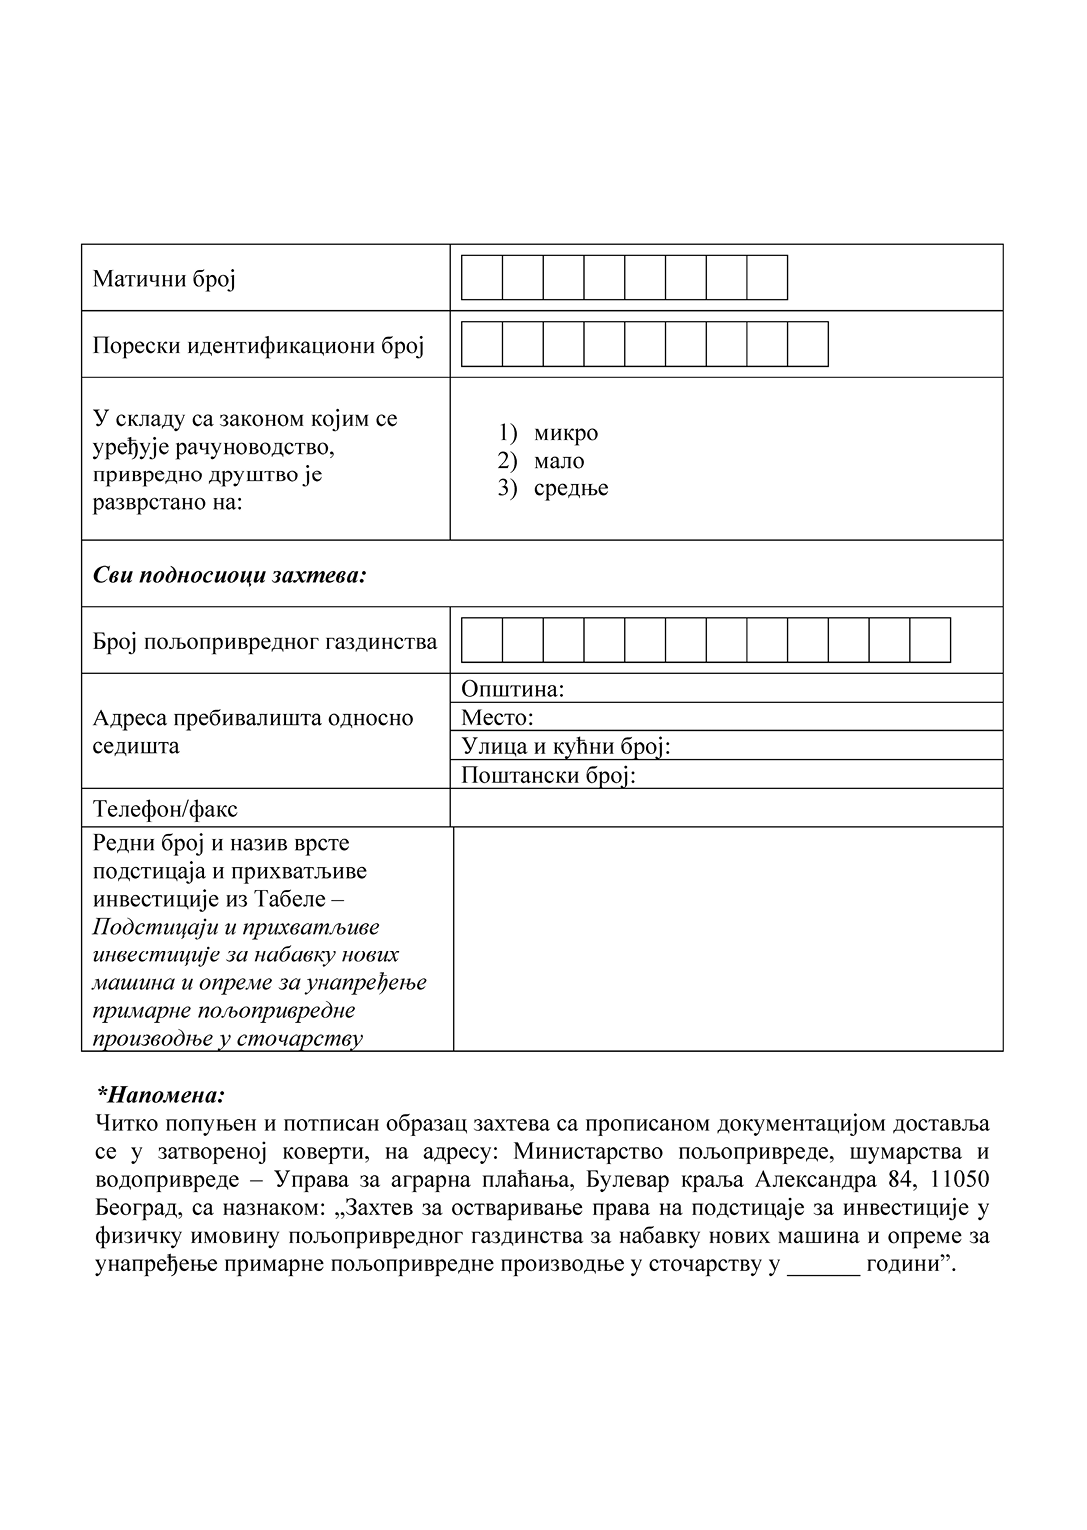 Матични број
Порески идентификациони број
У складу са законом којим се
уређује рачуноводство,
привредно друштво је
разврстано на:
1) микро
2) мало
3) средње
Сви подносиоци захтева:
Број пољопривредног газдинства
Адреса пребивалишта односно
седишта
Општина:
Место:
Улица и кућни број:
Поштански број:
Телефон/факс
Редни број и назив врсте
подстицаја и прихватљиве
инвестиције из Табеле –
Подстицаји и прихватљиве
инвестиције за набавку нових
машина и опреме за унапређење
примарне пољопривредне
производње у сточарству
*Напомена:
Читко попуњен и потписан образац захтева са прописаном документацијом доставља
се у затвореној коверти, на адресу: Министарство пољопривреде, шумарства и
водопривреде – Управа за аграрна плаћања, Булевар краља Александра 84, 11050
Београд, са назнаком: „Захтев за остваривање права на подстицаје за инвестиције у
физичку имовину пољопривредног газдинства за набавку нових машина и опреме за
унапређење примарне пољопривредне производње у сточарству у ______ години”.